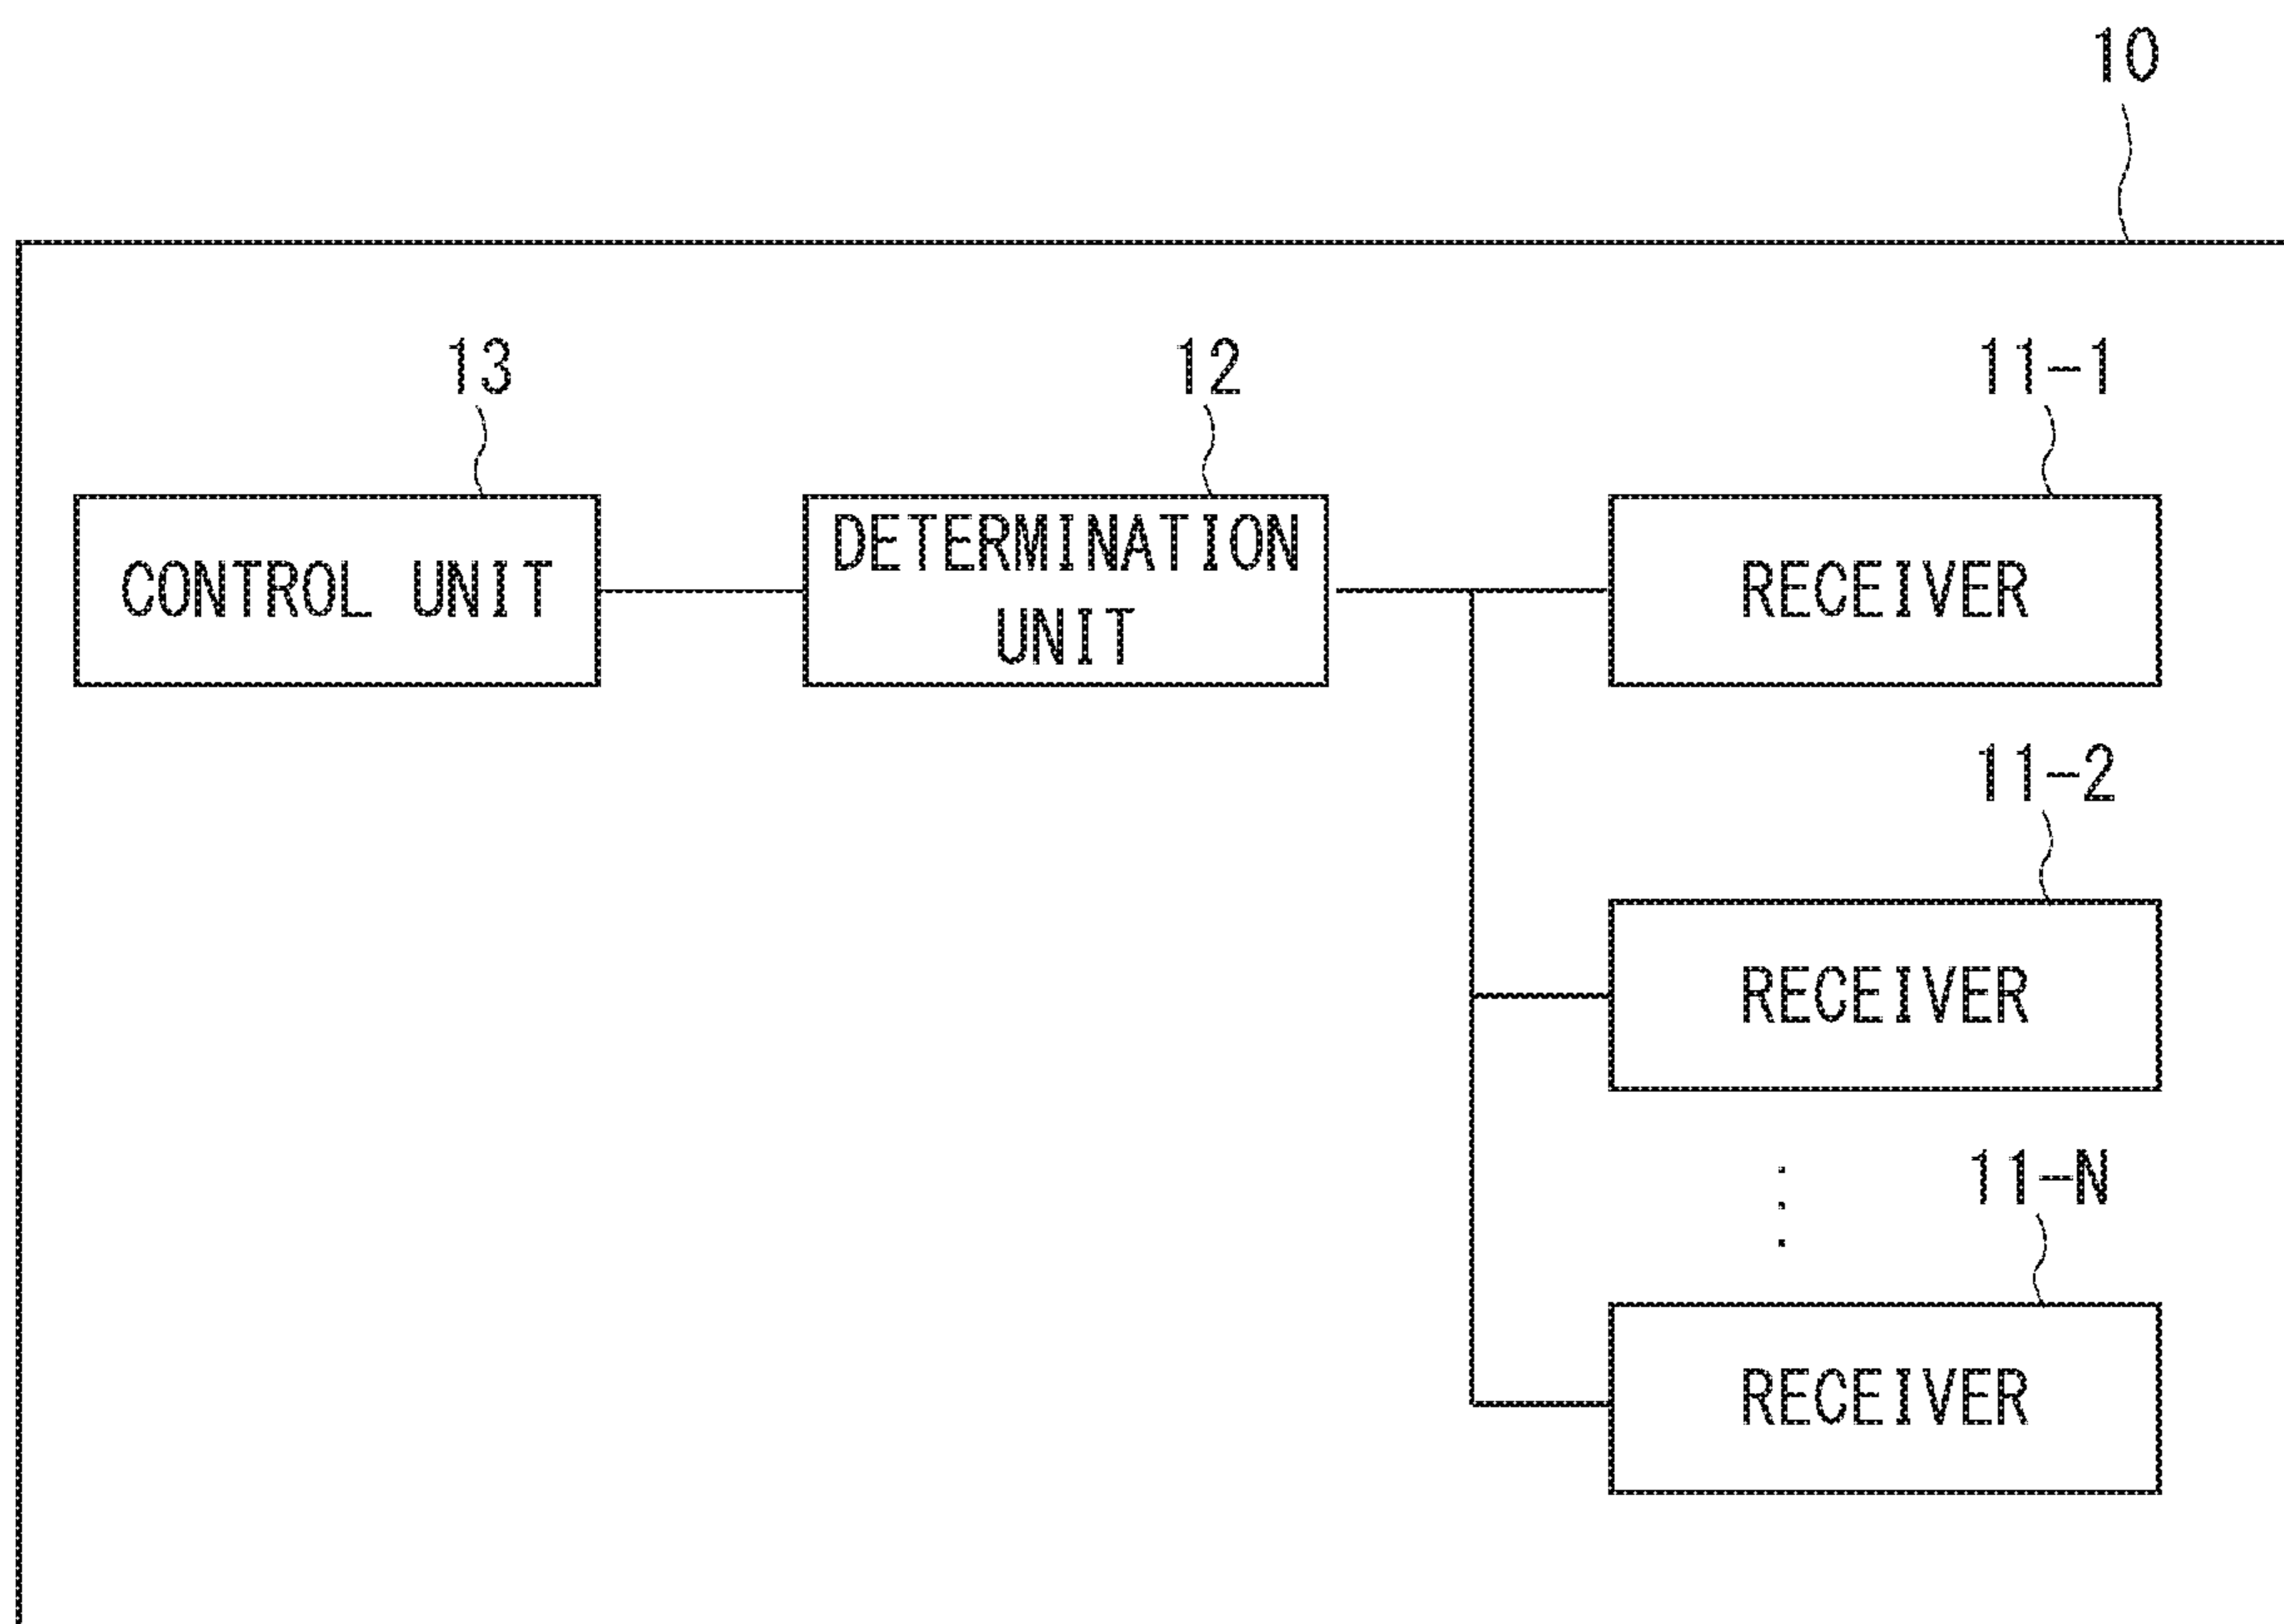 10
13
12
11-1
CONTROL UNIT
DETERMINATION
UNIT
RECEIVER
11-2
RECEIVER
11-N
RECEIVER